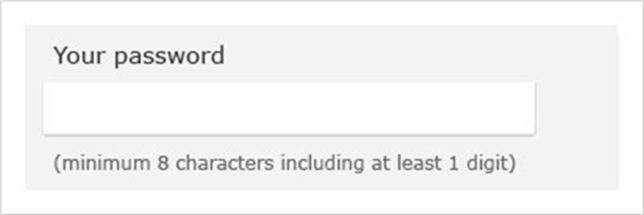 Your password
(minimum 8 characters including at least 1 digit)